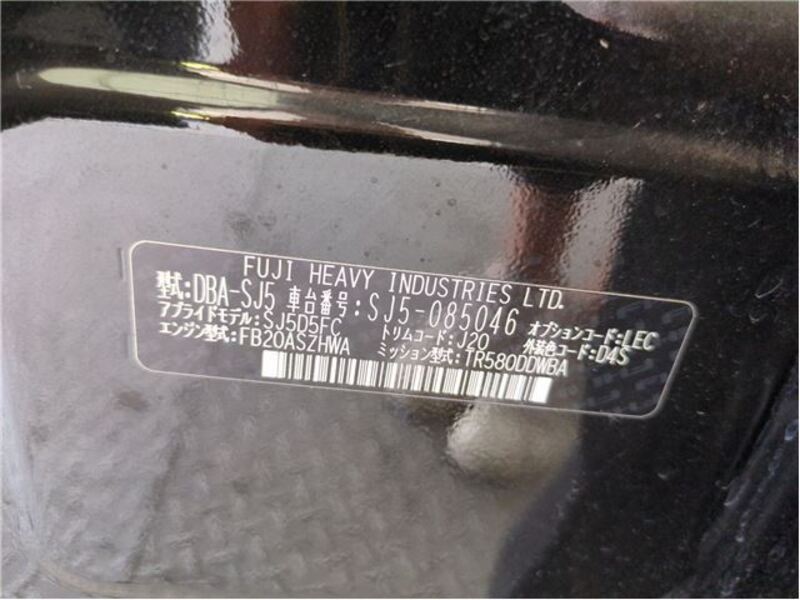 FUJI HEAVY INDUSTRIES LTD.
型式:DBA-SJ5 車台番号:SJ5-085046 オプションコード:LEC
アプライドモデル:SJ5D5FC トリムコード:J20 外装色コード:D4S
エンジン型式:FB20ASZHWA ミッション型式:TR580DDWBA